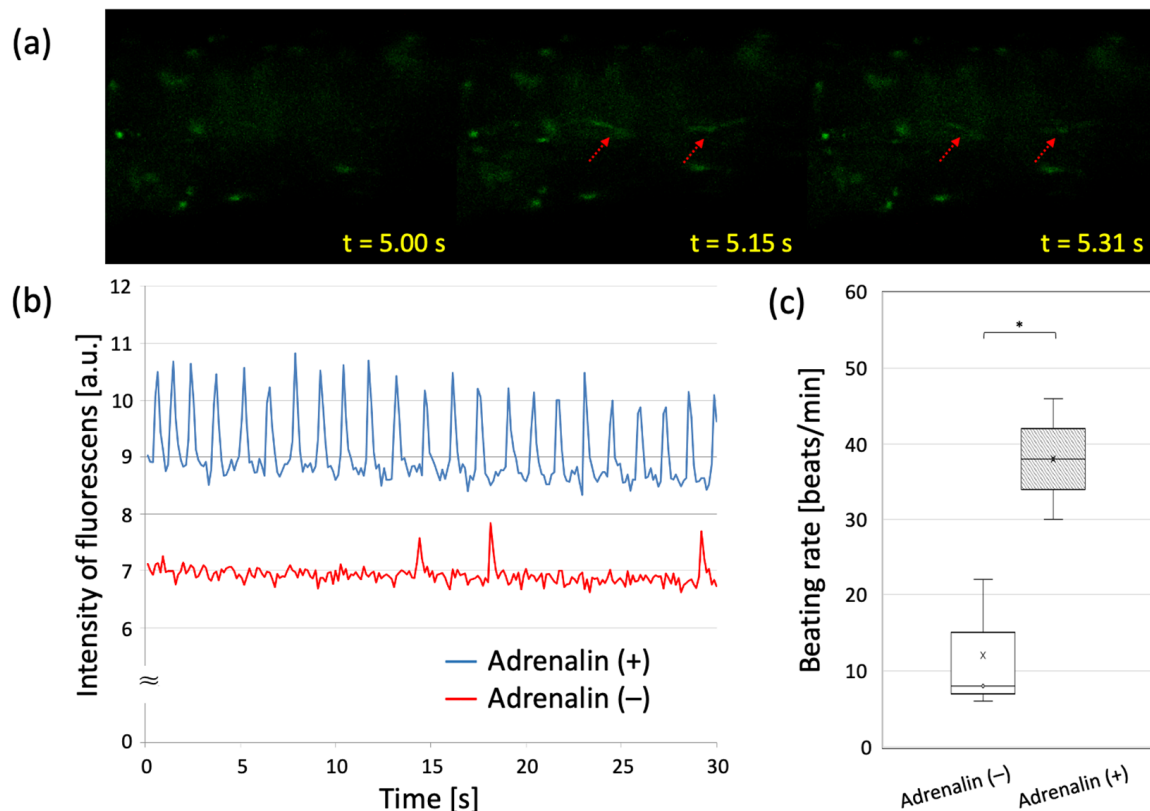 (a)
t = 5.00 s
t = 5.15 s
t = 5.31 s
(b)
Intensity of fluorescens [a.u.]
12
11
10
9
8
7
6
≈
0
0
5
10
15
20
25
30
Time [s]
Adrenalin (+)
Adrenalin (−)
(c)
Beating rate [beats/min]
60
50
40
30
20
10
0
*
Adrenalin (−)
Adrenalin (+)